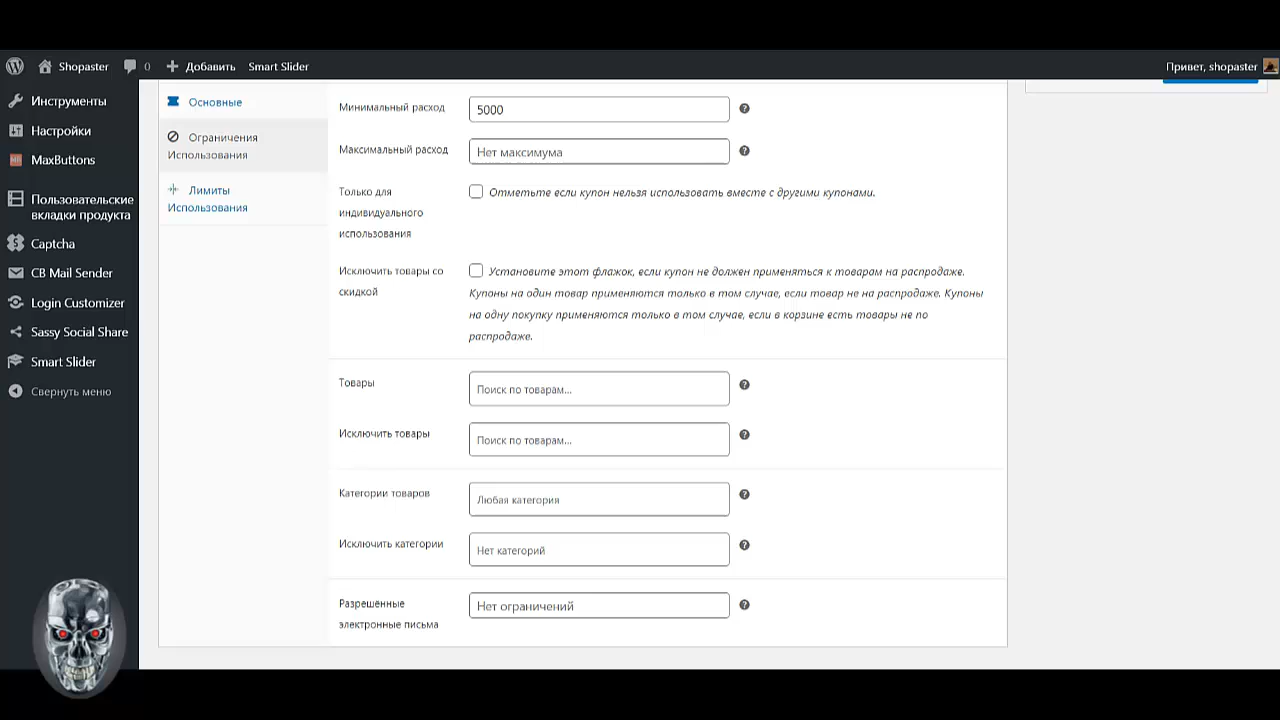 Shopaster
0
Добавить
Smart Slider
Привет, shopaster
Инструменты
Настройки
MaxButtons
Пользовательские
вкладки продукта
Captcha
CB Mail Sender
Login Customizer
Sassy Social Share
Smart Slider
Свернуть меню
Основные
Ограничения
Использования
Лимиты
Использования
Минимальный расход
5000
Максимальный расход
Нет максимума
Только для
индивидуального
использования
Отметьте если купон нельзя использовать вместе с другими купонами.
Исключить товары со
скидкой
Установите этот флажок, если купон не должен применяться к товарам на распродаже.
Купоны на один товар применяются только в том случае, если товар не на распродаже. Купоны
на одну покупку применяются только в том случае, если в корзине есть товары не по
распродаже.
Товары
Поиск по товарам...
Исключить товары
Поиск по товарам...
Категории товаров
Любая категория
Исключить категории
Нет категорий
Разрешённые
электронные письма
Нет ограничений